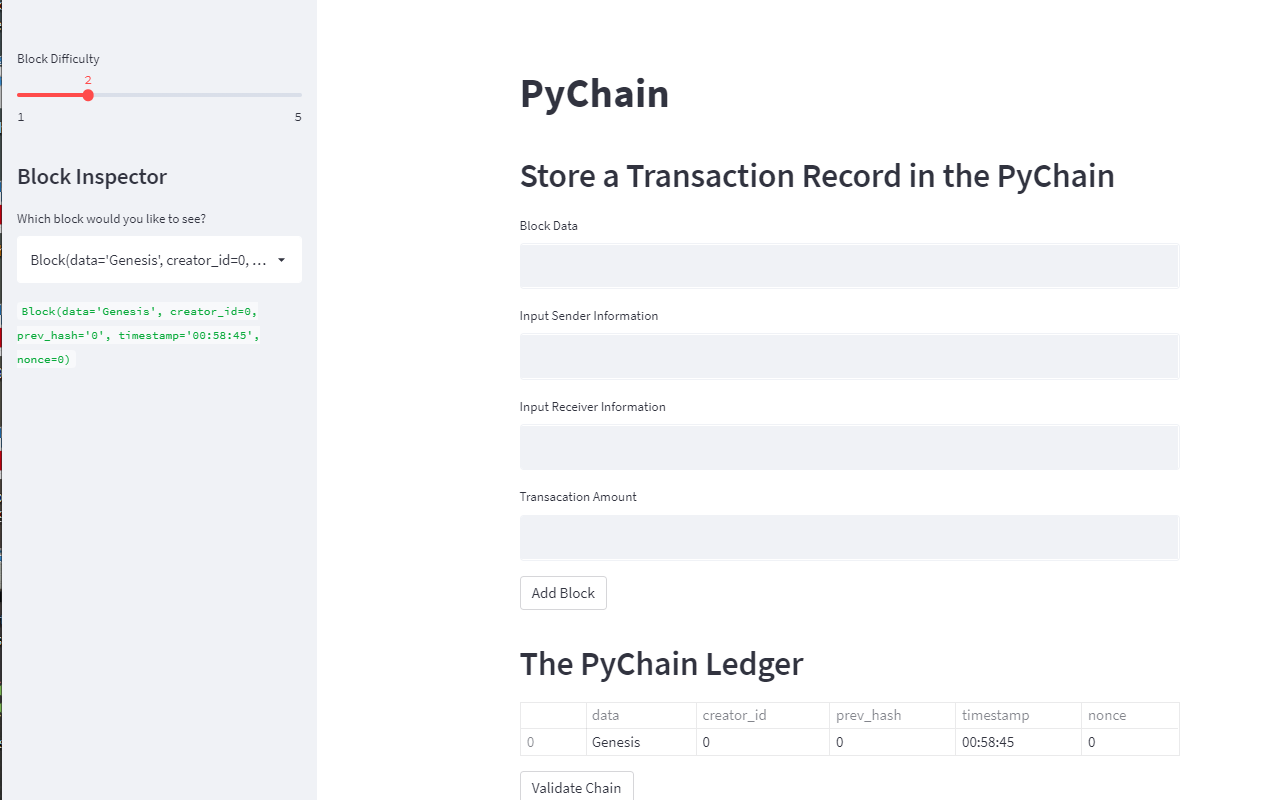 Block Difficulty
2
1 5
Block Inspector
Which block would you like to see?
Block(data='Genesis', creator_id=0, ...
Block(data='Genesis', creator_id=0,
prev_hash='0', timestamp='00:58:45',
nonce=0)
PyChain
Store a Transaction Record in the PyChain
Block Data
Input Sender Information
Input Receiver Information
Transacation Amount
Add Block
The PyChain Ledger
data creator_id prev_hash timestamp nonce
0 Genesis 0 0 00:58:45 0
Validate Chain